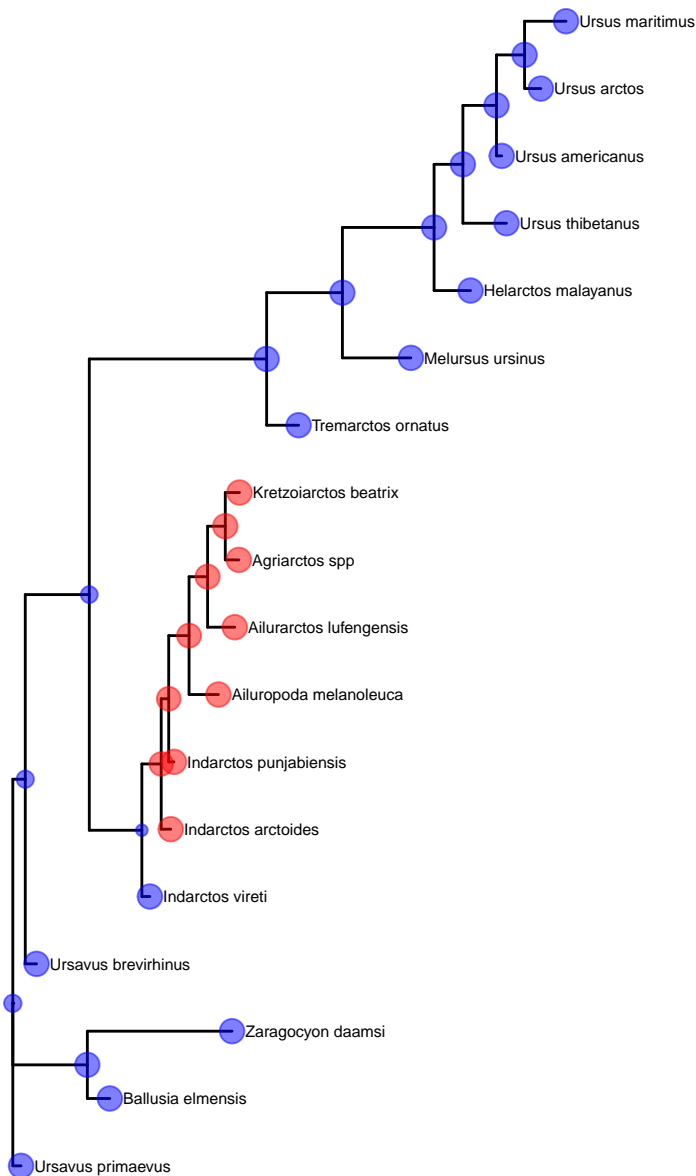 Ursus maritimus
Ursus arctos
Ursus americanus
Ursus thibetanus
Helarctos malayanus
Melursus ursinus
Tremarctos ornatus
Kretzoiarctos beatrix
Agriarctos spp
Ailurarctos lufengensis
Ailuropoda melanoleuca
Indarctos punjabiensis
Indarctos arctoides
Indarctos vireti
Ursavus brevirhinus
Zaragocyon daamsi
Ballusia elmensis
Ursavus primaevus